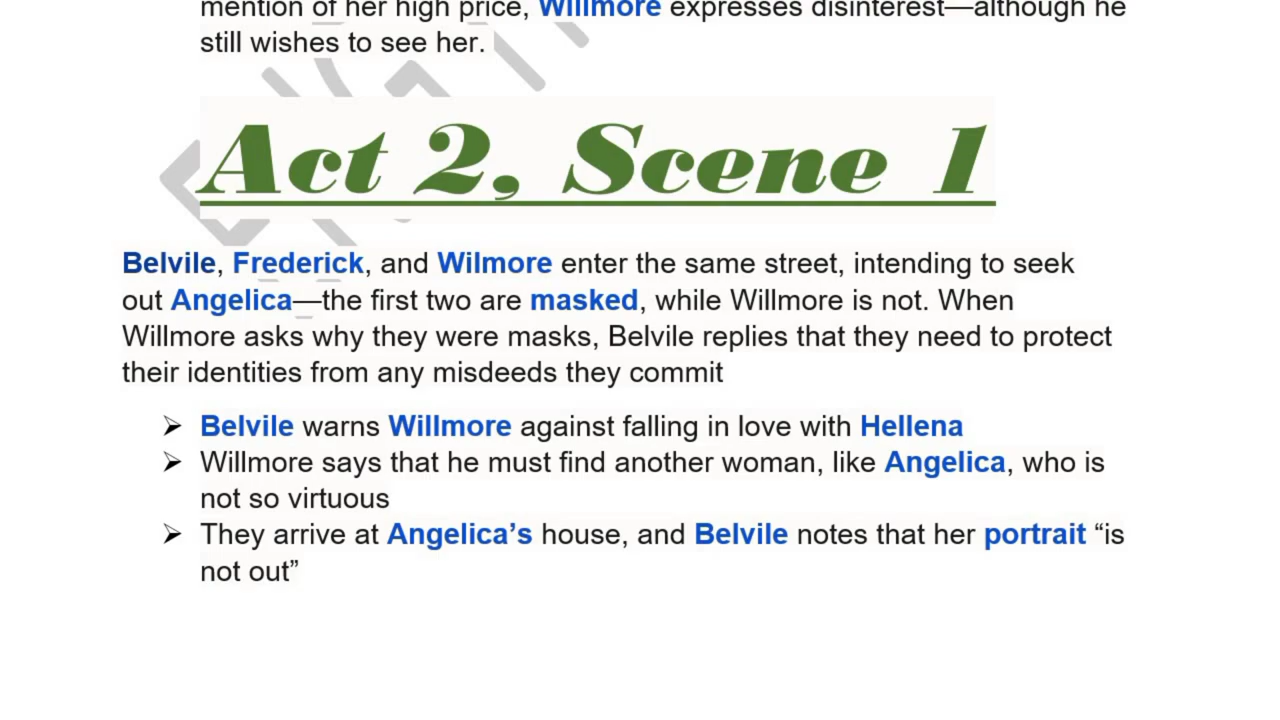 mention of her high price, Willmore expresses disinterest—although he
still wishes to see her.
Act 2, Scene 1
Belvile, Frederick, and Wilmore enter the same street, intending to seek
out Angelica—the first two are masked, while Willmore is not. When
Willmore asks why they were masks, Belvile replies that they need to protect
their identities from any misdeeds they commit
➢ Belvile warns Willmore against falling in love with Hellena
➢ Willmore says that he must find another woman, like Angelica, who is
not so virtuous
➢ They arrive at Angelica’s house, and Belvile notes that her portrait “is
not out”